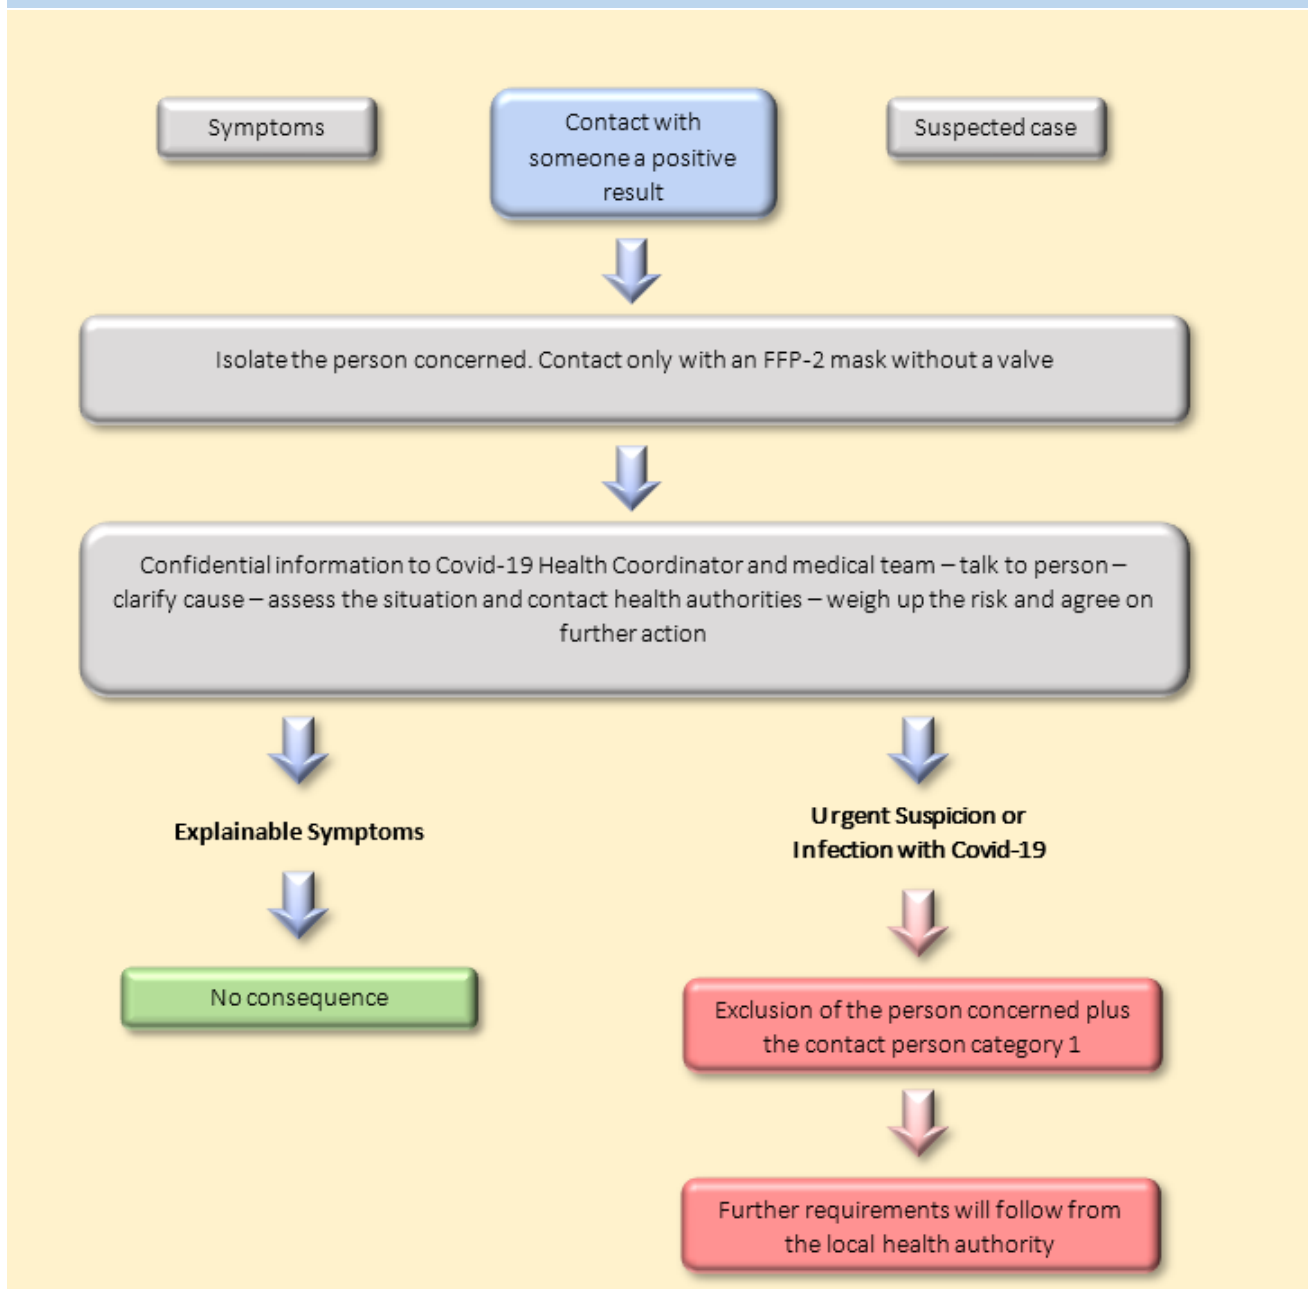 Symptoms
Contact with
someone a positive
result
Suspected case
Isolate the person concerned. Contact only with an FFP-2 mask without a valve
Confidential information to Covid-19 Health Coordinator and medical team – talk to person –
clarify cause – assess the situation and contact health authorities – weigh up the risk and agree on
further action
Explainable Symptoms
Urgent Suspicion or
Infection with Covid-19
No consequence
Exclusion of the person concerned plus
the contact person category 1
Further requirements will follow from
the local health authority